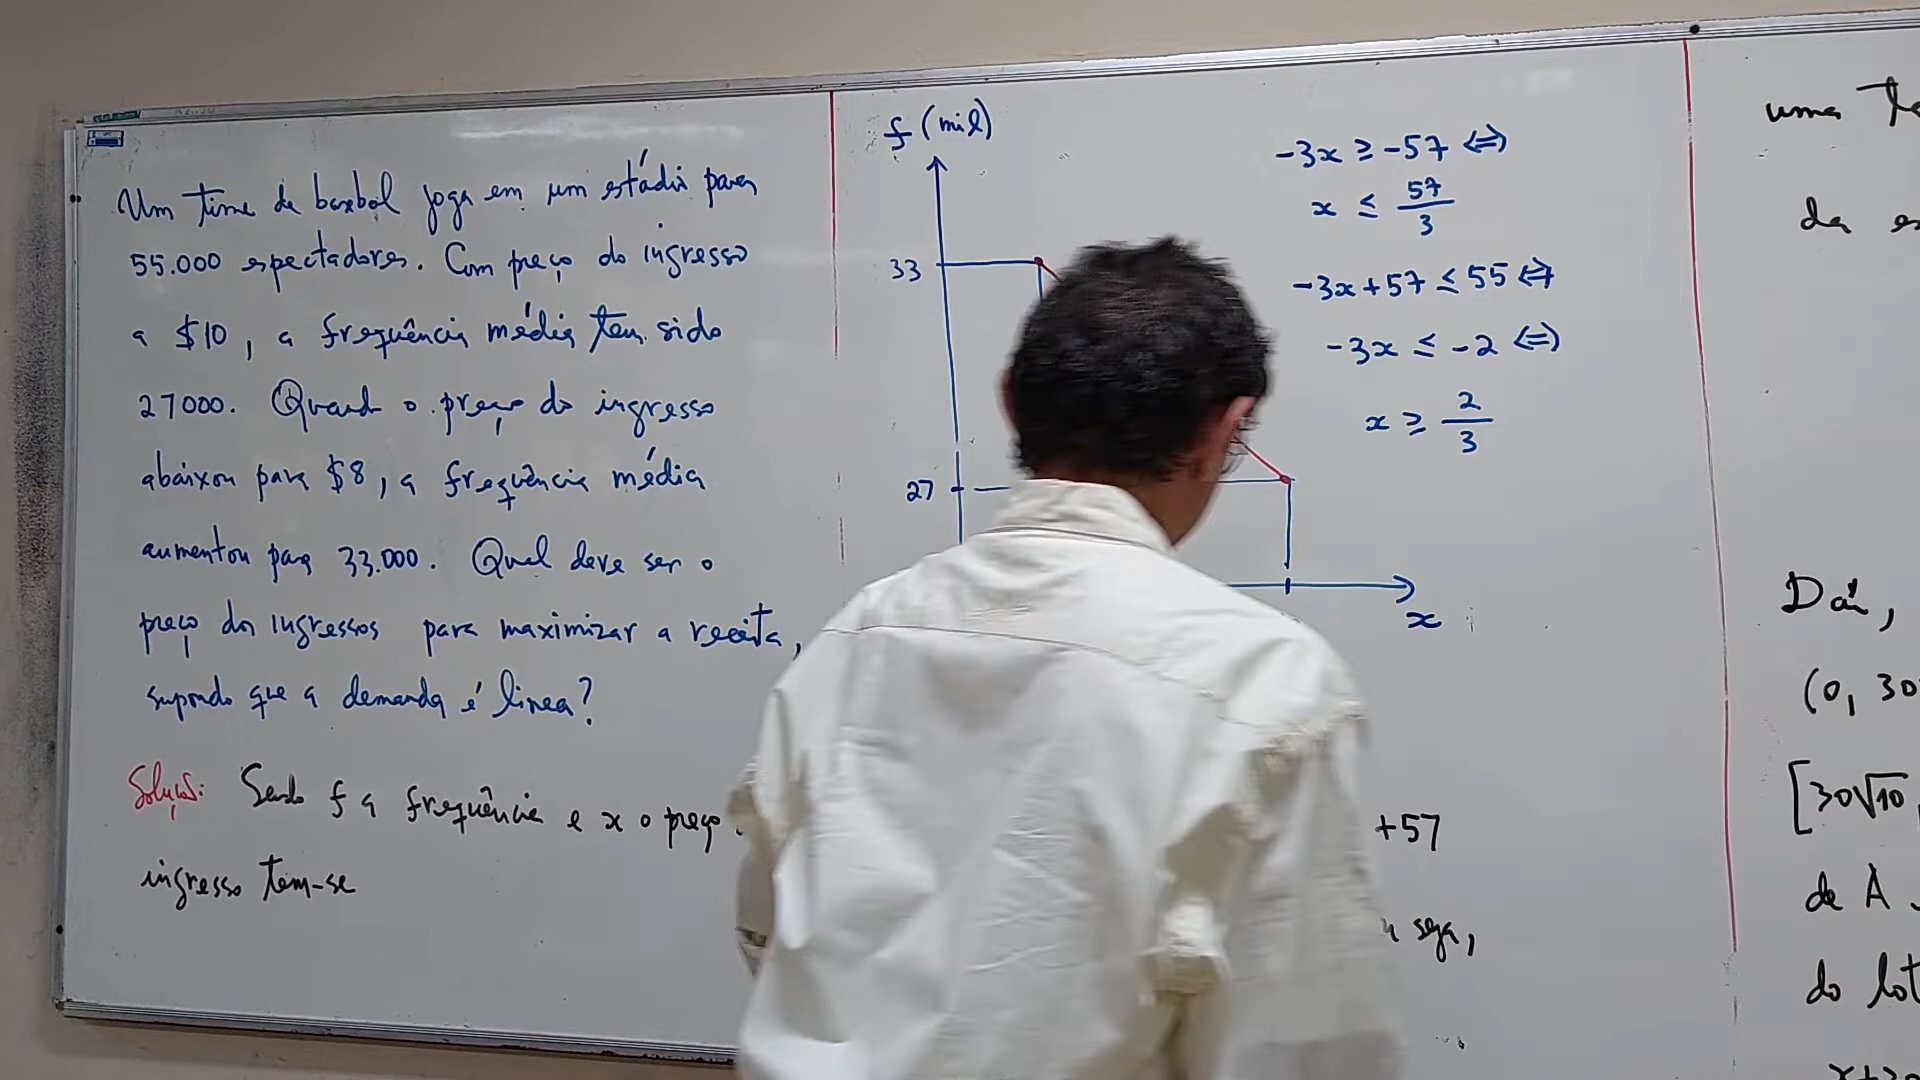 Um time de basebol joga em um estádio para
55.000 espectadores. Com preço do ingresso
a $10, a frequência média tem sido
27000. Quando o preço do ingresso
abaixou para $8, a frequência média
aumentou para 33.000. Qual deve ser o
preço dos ingressos para maximizar a receita,
supondo que a demanda é linear?
Solução: Sendo f a frequência e x o preço
ingresso tem-se
f (mil)
33
27
x
-3x ≥ -57 ⇔
x ≤ 57/3
-3x+57 ≤ 55 ⇔
-3x ≤ -2 ⇔
x ≥ 2/3
+57
seja,
uma
da
Daí,
(0, 30
[30√10,
de A
do lot